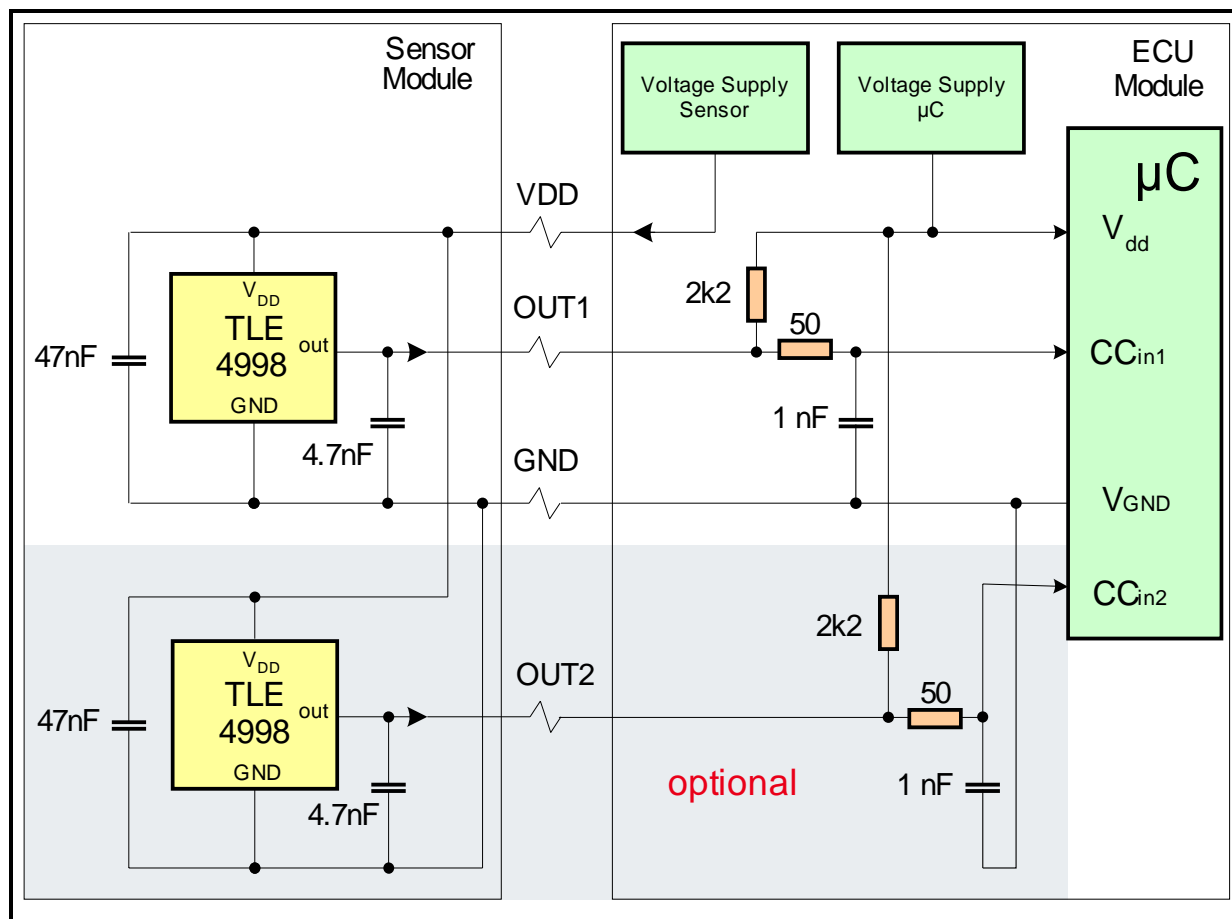 Sensor
Module
Voltage Supply
Sensor
Voltage Supply
µC
ECU
Module
µC
VDD
Vdd
VDD
TLE
4998
out
GND
47nF
4.7nF
OUT1
2k2
50
CCin1
1 nF
GND
VGND
CCin2
VDD
TLE
4998
out
GND
47nF
4.7nF
OUT2
2k2
50
1 nF
optional